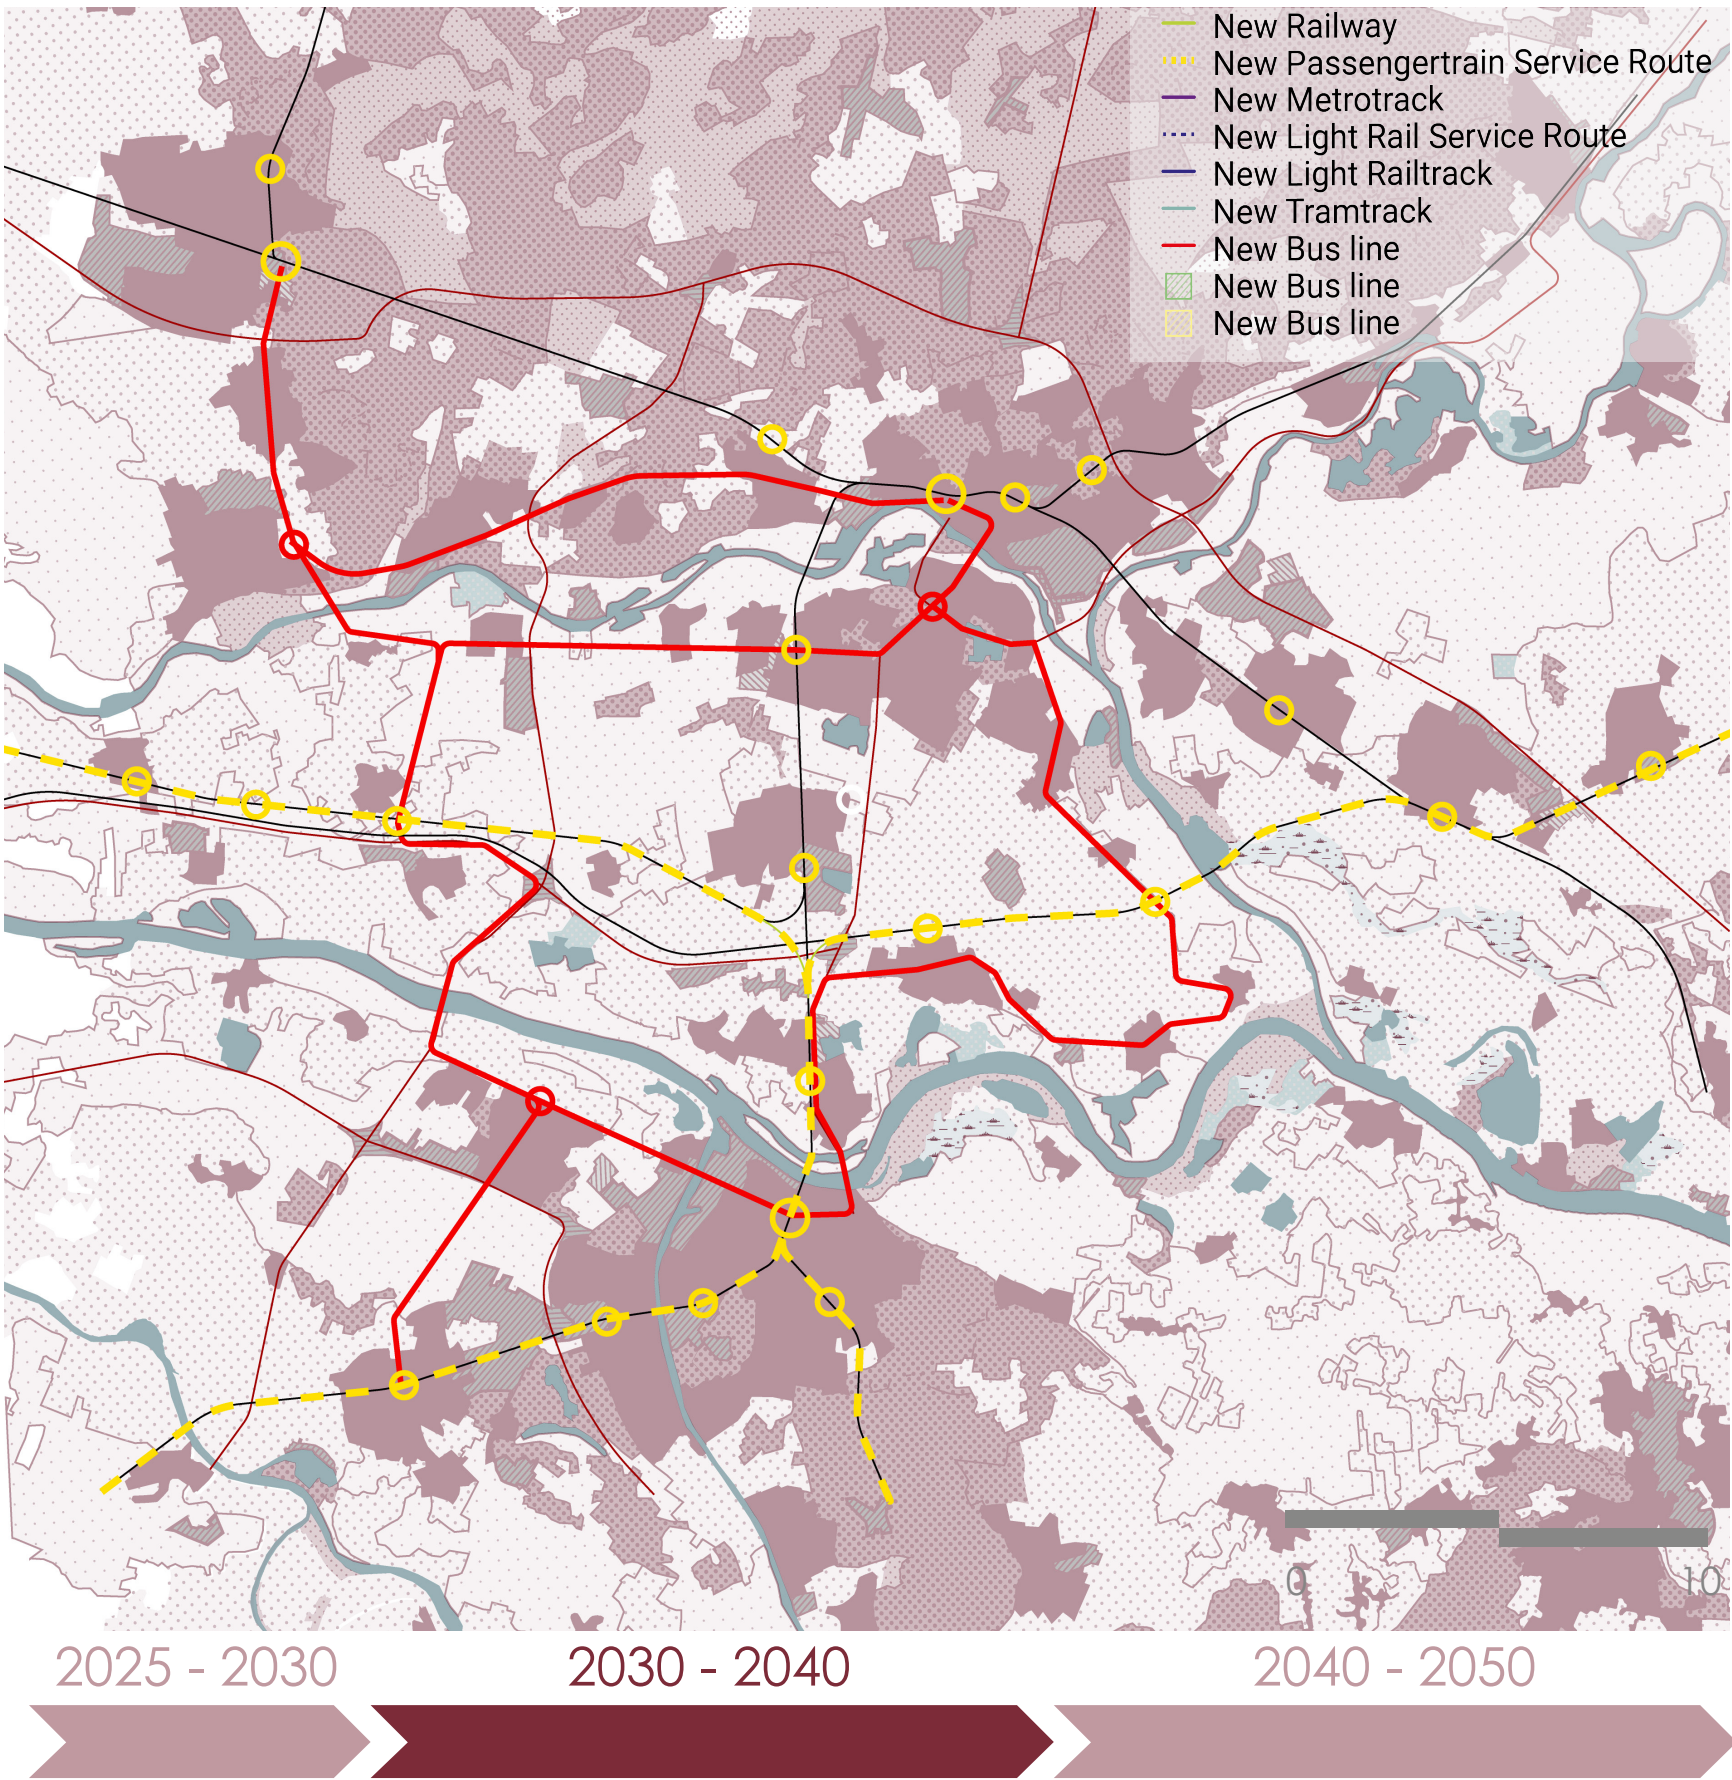 New Railway
New Passengertrain Service Route
New Metrotrack
New Light Rail Service Route
New Light Railtrack
New Tramtrack
New Bus line
New Bus line
New Bus line
0 10
2025 - 2030 2030 - 2040 2040 - 2050